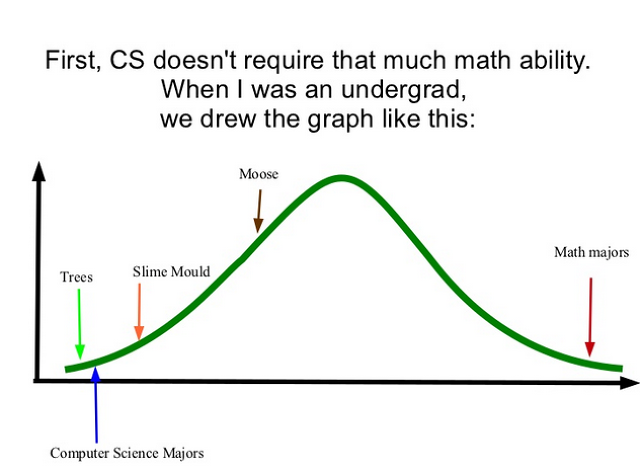 First, CS doesn't require that much math ability.
When I was an undergrad,
we drew the graph like this:
Moose
Math majors
Trees
Slime Mould
Computer Science Majors